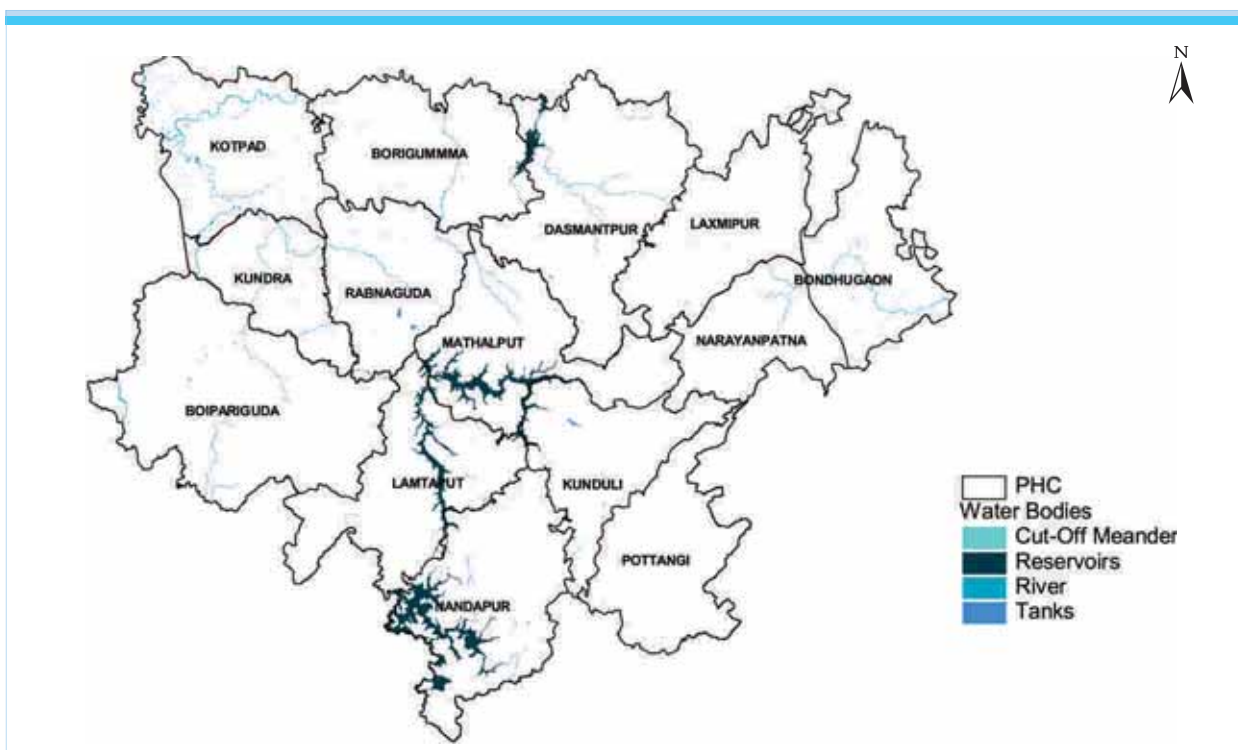 N
KOTPAD
BORIGUMMMA
DASMANTPUR
LAXMIPUR
BONDHUGAON
KUNDRA
RABNAGUDA
MATHALPUT
NARAYANPATNA
BOIPARIGUDA
LAMTAPUT
KUNDULI
POTTANGI
NANDAPUR
PHC
Water Bodies
Cut-Off Meander
Reservoirs
River
Tanks